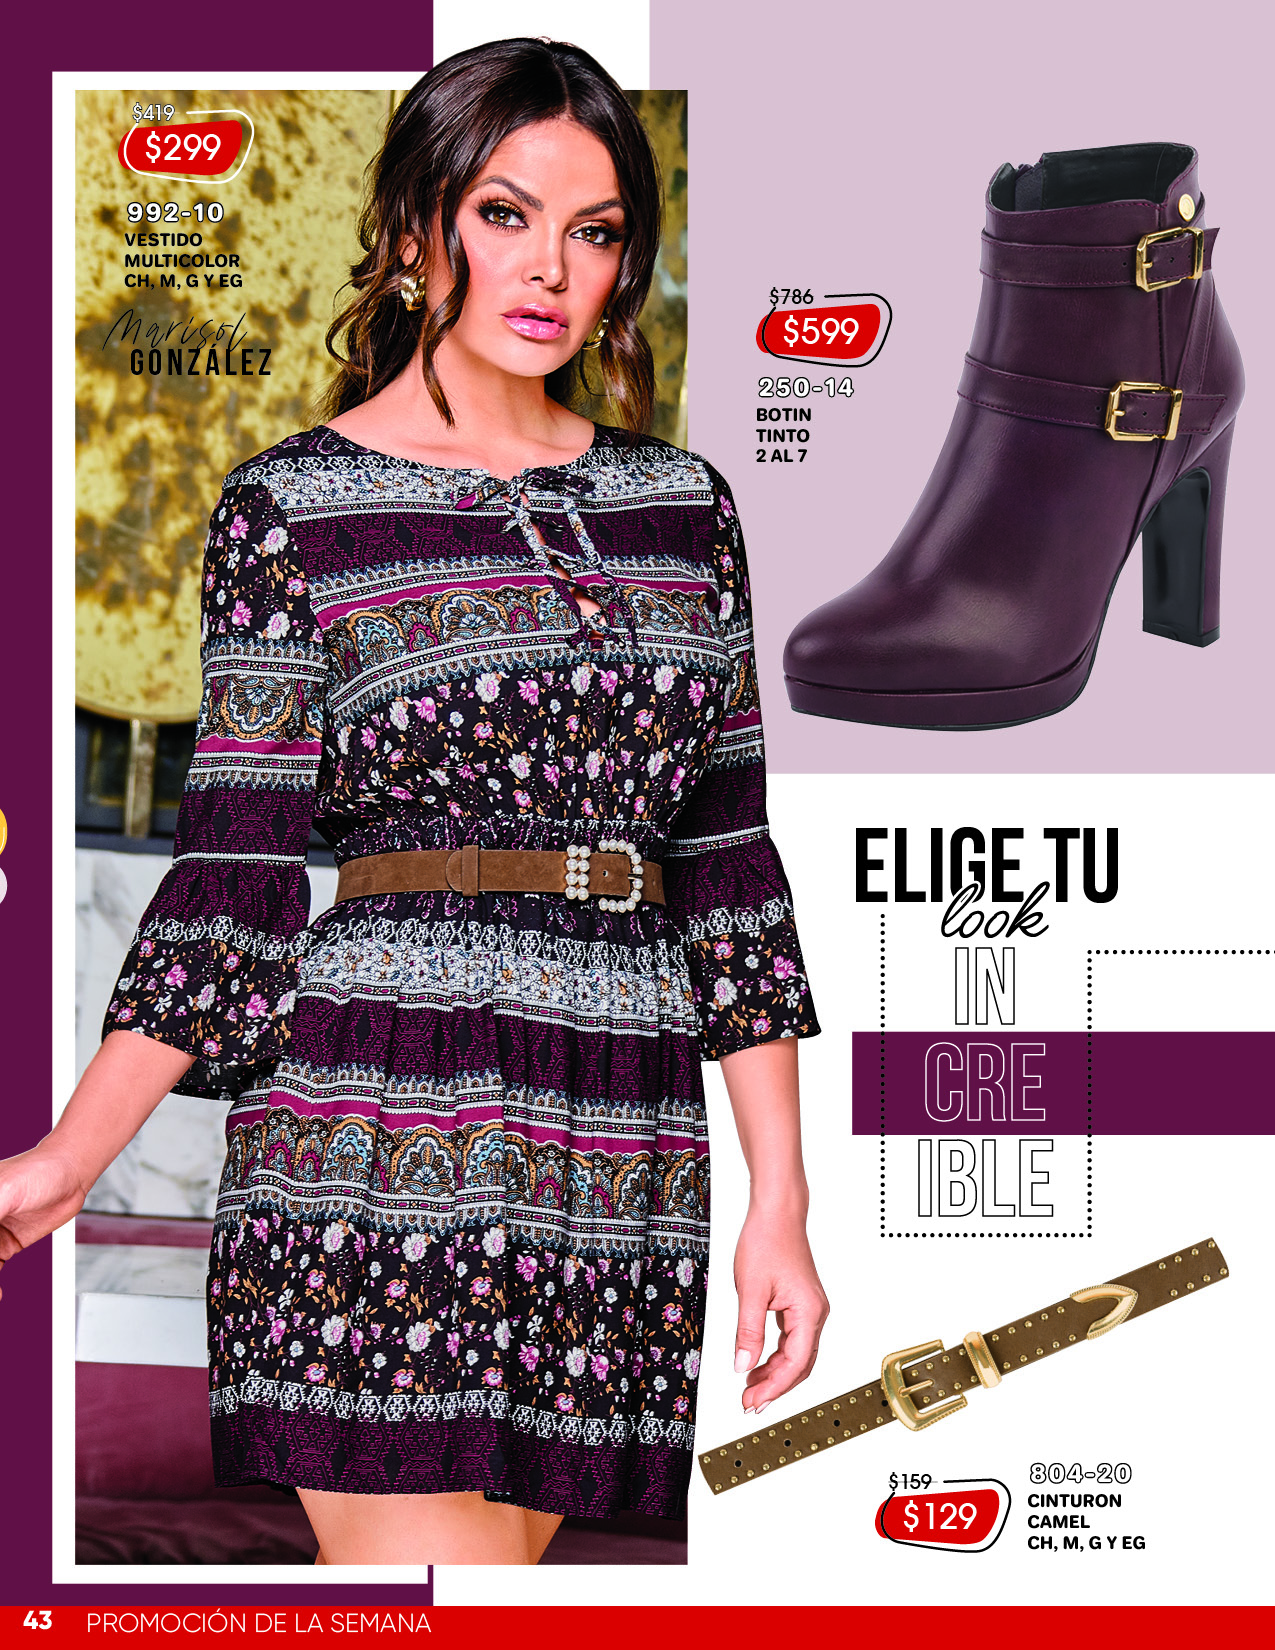 $419
$299
992-10
VESTIDO
MULTICOLOR
CH, M, G Y EG
Marisol
GONZÁLEZ
$786
$599
250-14
BOTIN
TINTO
2 AL 7
ELIGE TU
look
IN
CRE
IBLE
$159
$129
804-20
CINTURON
CAMEL
CH, M, G Y EG
43 PROMOCIÓN DE LA SEMANA